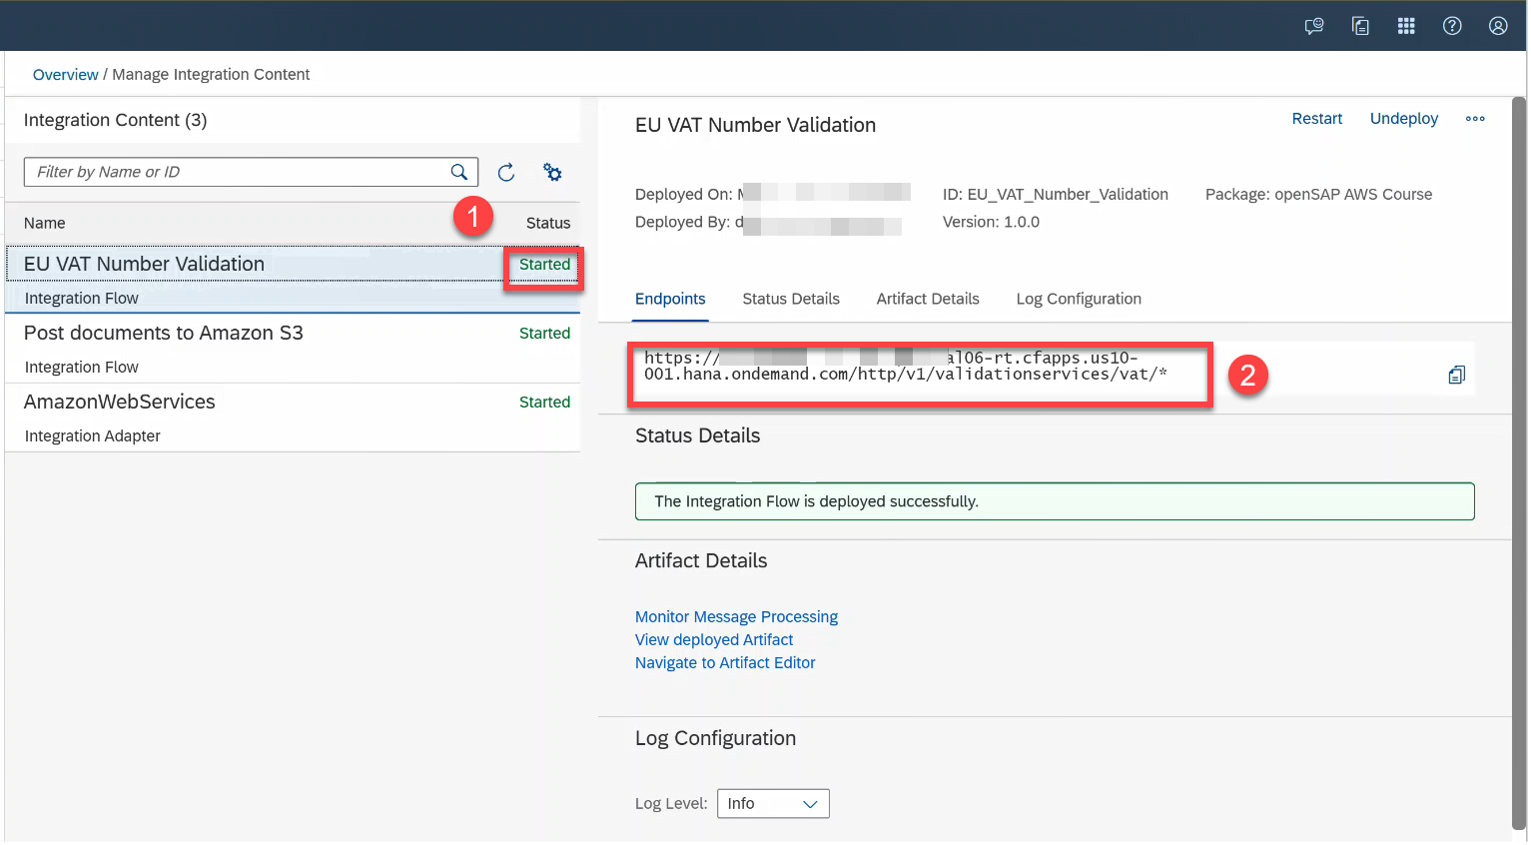 Overview / Manage Integration Content
Integration Content (3)
Filter by Name or ID
Name
1
Status
EU VAT Number Validation
Started
Integration Flow
Post documents to Amazon S3
Started
Integration Flow
AmazonWebServices
Started
Integration Adapter
EU VAT Number Validation
Restart
Undeploy
Deployed On:
ID: EU_VAT_Number_Validation
Package: openSAP AWS Course
Deployed By: d
Version: 1.0.0
Endpoints
Status Details
Artifact Details
Log Configuration
https:// al06-rt.cfapps.us10-
001.hana.ondemand.com/http/v1/validationservices/vat/*
2
Status Details
The Integration Flow is deployed successfully.
Artifact Details
Monitor Message Processing
View deployed Artifact
Navigate to Artifact Editor
Log Configuration
Log Level: Info